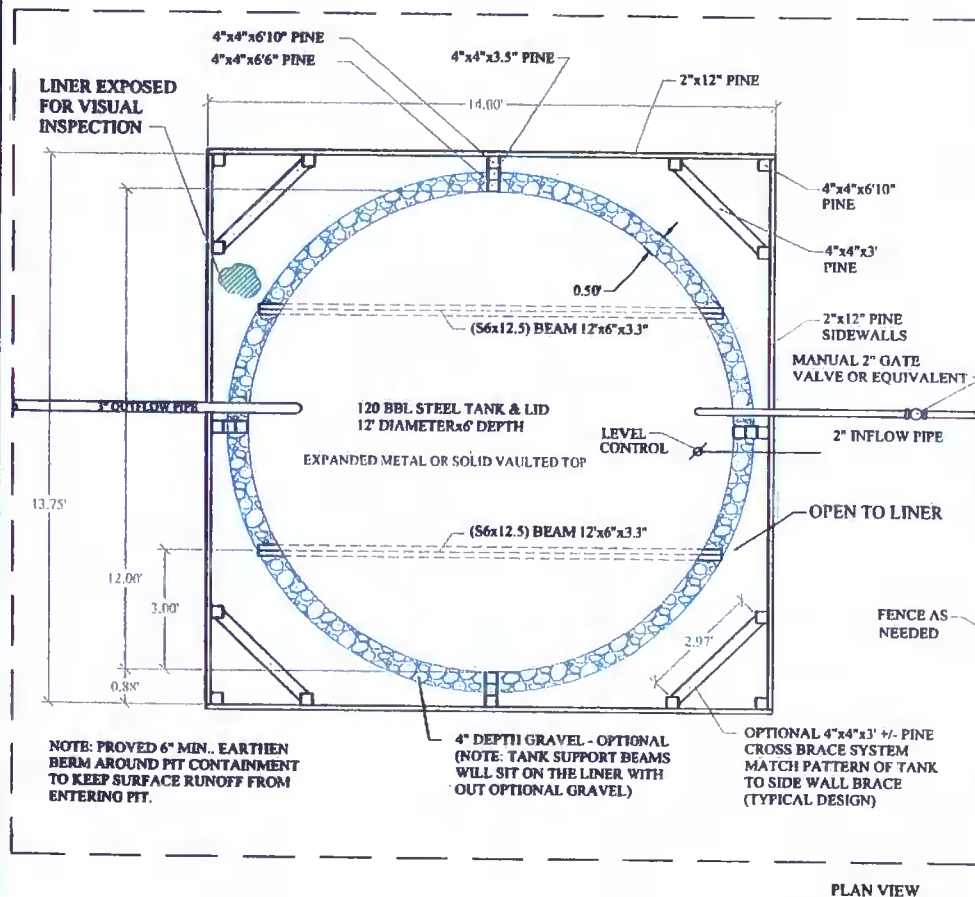 4"x4"x6'10" PINE
4"x4"x6'6" PINE
4"x4"x3.5" PINE
2"x12" PINE
LINER EXPOSED
FOR VISUAL
INSPECTION
14.00'
4"x4"x6'10"
PINE
4"x4"x3'
PINE
0.50'
(S6x12.5) BEAM 12'x6"x3.3"
2"x12" PINE
SIDEWALLS
MANUAL 2" GATE
VALVE OR EQUIVALENT
3" OUTFLOW PIPE
120 BBL STEEL TANK & LID
12' DIAMETERx6' DEPTH
LEVEL
CONTROL
2" INFLOW PIPE
EXPANDED METAL OR SOLID VAULTED TOP
13.75'
OPEN TO LINER
(S6x12.5) BEAM 12'x6"x3.3"
12.00'
3.00'
FENCE AS
NEEDED
2.97'
0.88'
NOTE: PROVED 6" MIN.. EARTHEN
BERM AROUND PIT CONTAINMENT
TO KEEP SURFACE RUNOFF FROM
ENTERING PIT.
4" DEPTH GRAVEL - OPTIONAL
(NOTE: TANK SUPPORT BEAMS
WILL SIT ON THE LINER WITH
OUT OPTIONAL GRAVEL)
OPTIONAL 4"x4"x3' +/- PINE
CROSS BRACE SYSTEM
MATCH PATTERN OF TANK
TO SIDE WALL BRACE
(TYPICAL DESIGN)
PLAN VIEW